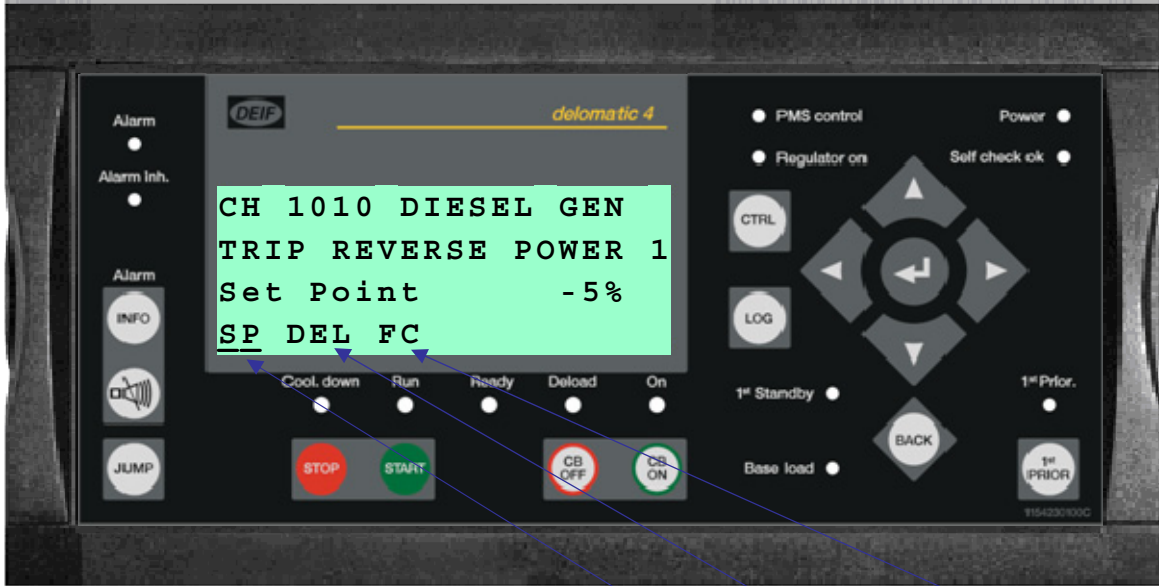 DEIF
delomatic 4
Alarm
Alarm Inh.
CH 1010 DIESEL GEN
TRIP REVERSE POWER 1
Set Point -5%
SP DEL FC
Alarm
INFO
JUMP
Cool. down Run Ready Deload On
STOP START CB OFF CB ON
PMS control Power
Regulator on Self check ok
CTRL
LOG
1st Standby 1st Prior.
BACK
Base load
1st PRIOR
1154230100C